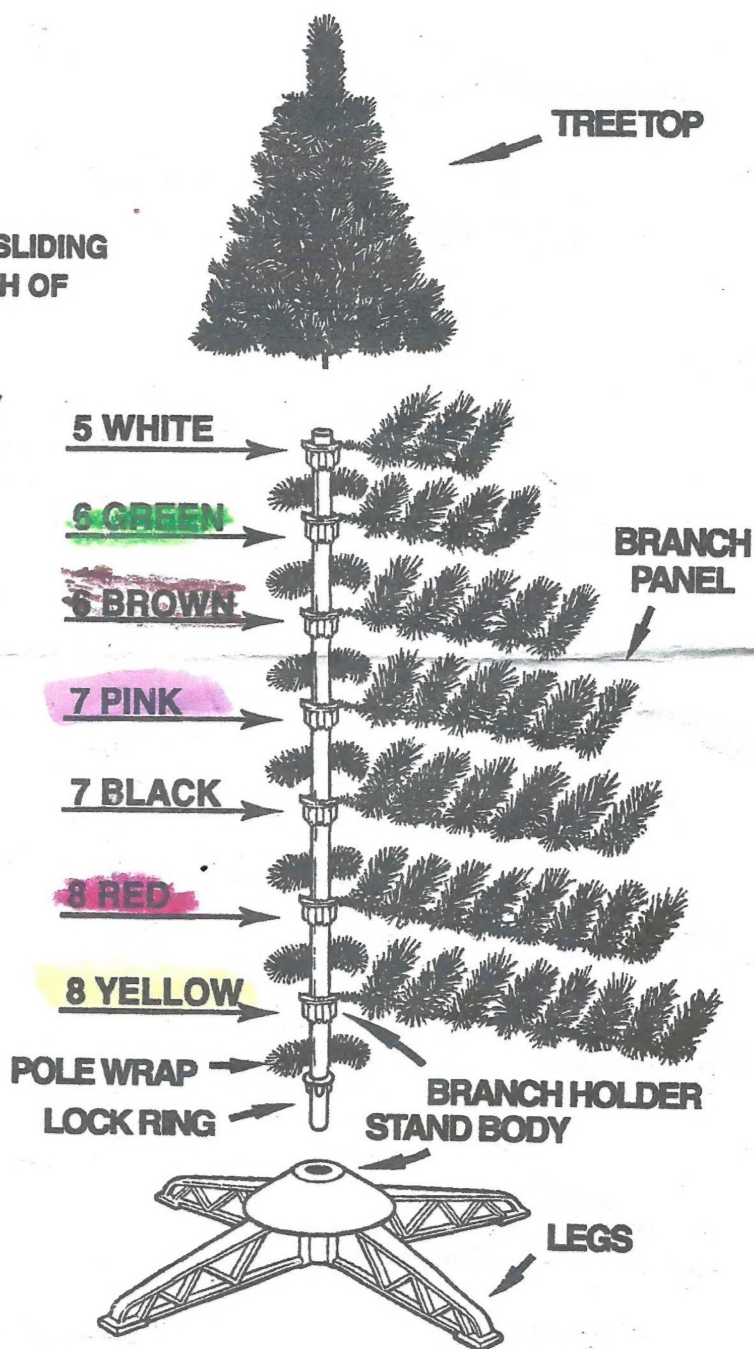 TREETOP
SLIDING
H OF
5 WHITE
6 GREEN
BRANCH
PANEL
6 BROWN
7 PINK
7 BLACK
8 RED
8 YELLOW
POLE WRAP
BRANCH HOLDER
LOCK RING
STAND BODY
LEGS